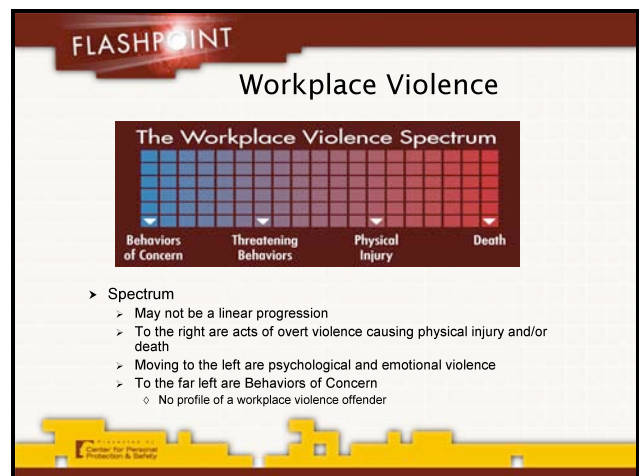 FLASHPOINT
Workplace Violence
The Workplace Violence Spectrum
Behaviors of Concern
Threatening Behaviors
Physical Injury
Death
Spectrum
May not be a linear progression
To the right are acts of overt violence causing physical injury and/or
death
Moving to the left are psychological and emotional violence
To the far left are Behaviors of Concern
No profile of a workplace violence offender
Presented by:
Center for Personal
Protection & Safety